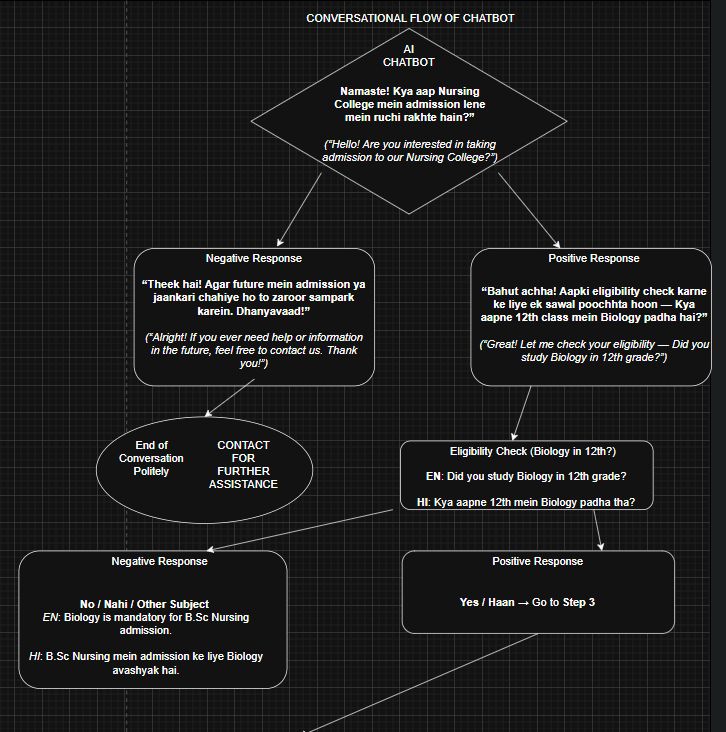 CONVERSATIONAL FLOW OF CHATBOT
AI
CHATBOT
Namaste! Kya aap Nursing
College mein admission lene
mein ruchi rakhte hain?”
(“Hello! Are you interested in taking
admission to our Nursing College?”)
Negative Response
“Theek hai! Agar future mein admission ya
jaankari chahiye ho to zaroor sampark
karein. Dhanyavaad!”
(“Alright! If you ever need help or information
in the future, feel free to contact us. Thank
you!”)
Positive Response
“Bahut achha! Aapki eligibility check karne
ke liye ek sawal poochhta hoon — Kya
aapne 12th class mein Biology padha hai?”
(“Great! Let me check your eligibility — Did you
study Biology in 12th grade?”)
End of
Conversation
Politely
CONTACT
FOR
FURTHER
ASSISTANCE
Eligibility Check (Biology in 12th?)
EN: Did you study Biology in 12th grade?
HI: Kya aapne 12th mein Biology padha tha?
Negative Response
No / Nahi / Other Subject
EN: Biology is mandatory for B.Sc Nursing
admission.
HI: B.Sc Nursing mein admission ke liye Biology
avashyak hai.
Positive Response
Yes / Haan → Go to Step 3